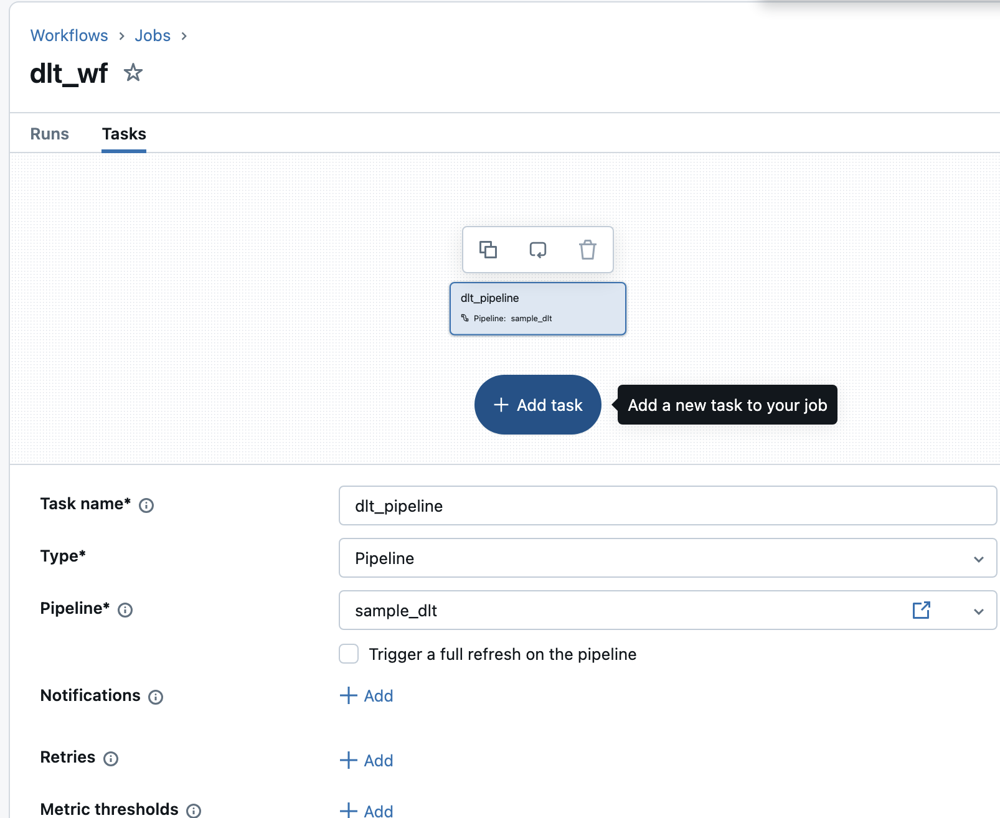 Workflows > Jobs >
dlt_wf
Runs Tasks
dlt_pipeline
Pipeline: sample_dlt
+ Add task
Add a new task to your job
Task name* dlt_pipeline
Type* Pipeline
Pipeline* sample_dlt
Trigger a full refresh on the pipeline
Notifications + Add
Retries + Add
Metric thresholds + Add